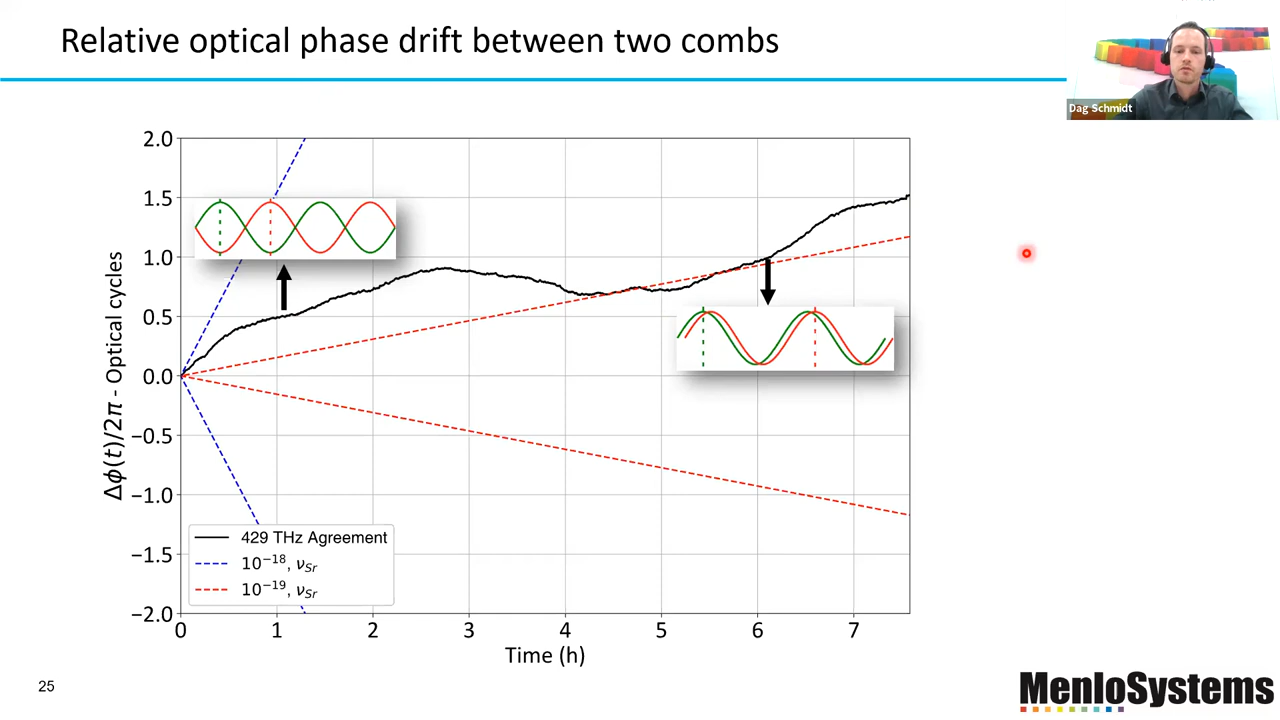 Relative optical phase drift between two combs
Dag Schmidt
2.0
1.5
1.0
0.5
0.0
−0.5
−1.0
−1.5
−2.0
Δϕ(t)/2π - Optical cycles
429 THz Agreement
10⁻¹⁸, νSr
10⁻¹⁹, νSr
0 1 2 3 4 5 6 7
Time (h)
25
MenloSystems